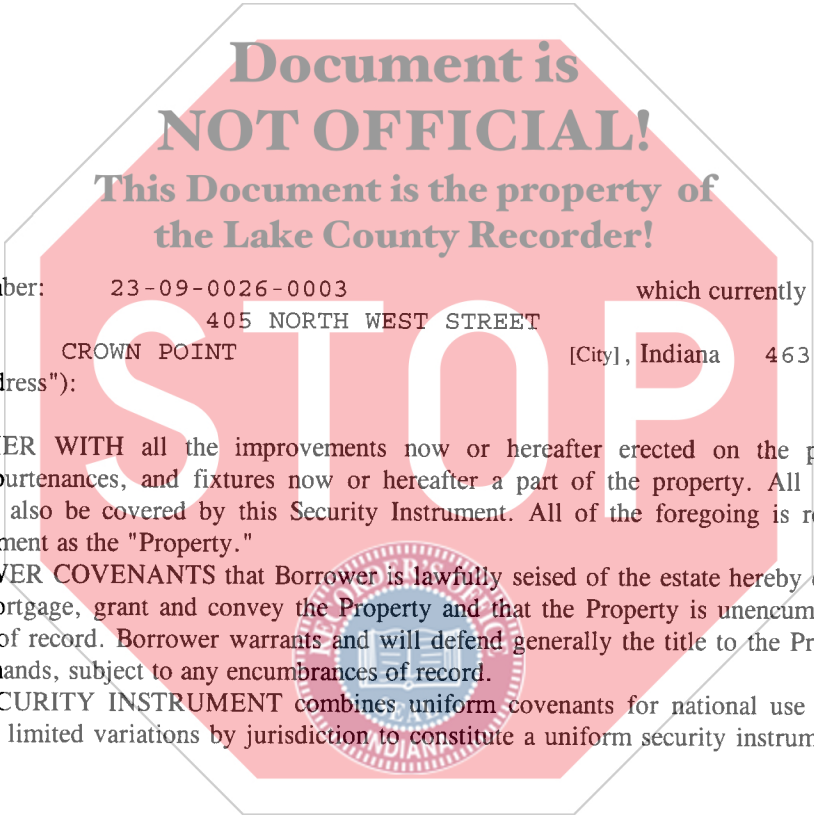 Document is
NOT OFFICIAL!
This Document is the property of
the Lake County Recorder!
ber: 23-09-0026-0003 which currently
405 NORTH WEST STREET
CROWN POINT [City], Indiana 463
dress"):
STOP
ER WITH all the improvements now or hereafter erected on the p
urtenances, and fixtures now or hereafter a part of the property. All
also be covered by this Security Instrument. All of the foregoing is re
ment as the "Property."
VER COVENANTS that Borrower is lawfully seised of the estate hereby
ortgage, grant and convey the Property and that the Property is unencum
of record. Borrower warrants and will defend generally the title to the Pr
ands, subject to any encumbrances of record.
CURITY INSTRUMENT combines uniform covenants for national use
limited variations by jurisdiction to constitute a uniform security instrum
SEAL
INDIANA